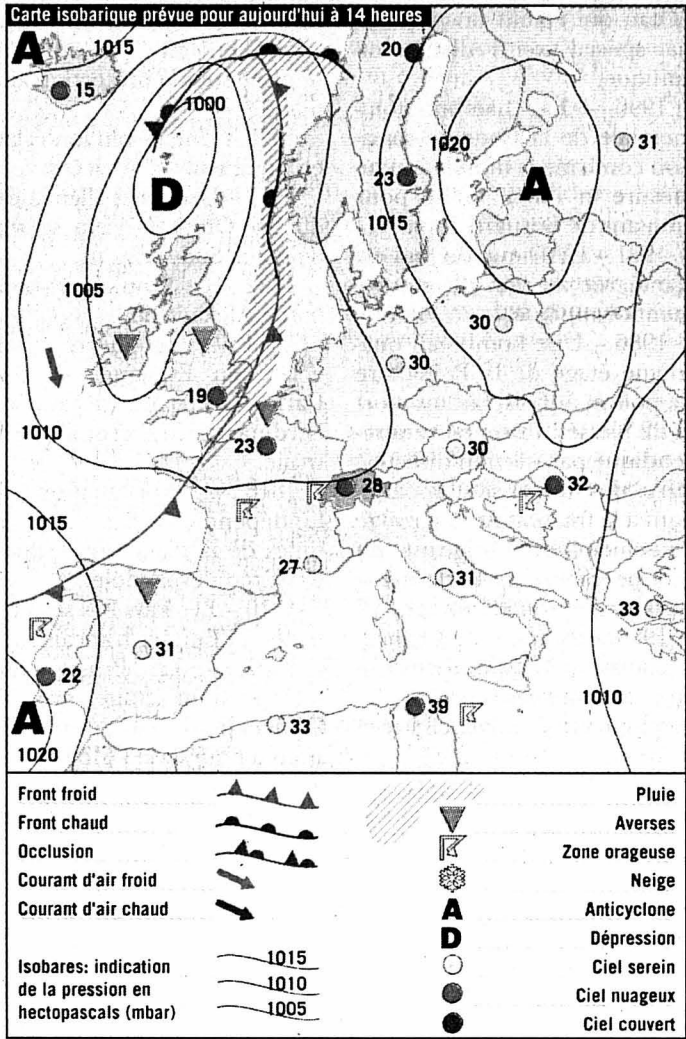 Carte isobarique prévue pour aujourd'hui à 14 heures
A
1015
15
1000
20
D
1020
31
A
23
1015
1005
30
30
19
1010
23
30
28
32
1015
27
31
33
31
22
1010
39
A
33
1020
Front froid
Front chaud
Occlusion
Courant d'air froid
Courant d'air chaud
Isobares: indication
de la pression en
hectopascals (mbar)
1015
1010
1005
Pluie
Averses
Zone orageuse
Neige
A Anticyclone
D Dépression
Ciel serein
Ciel nuageux
Ciel couvert